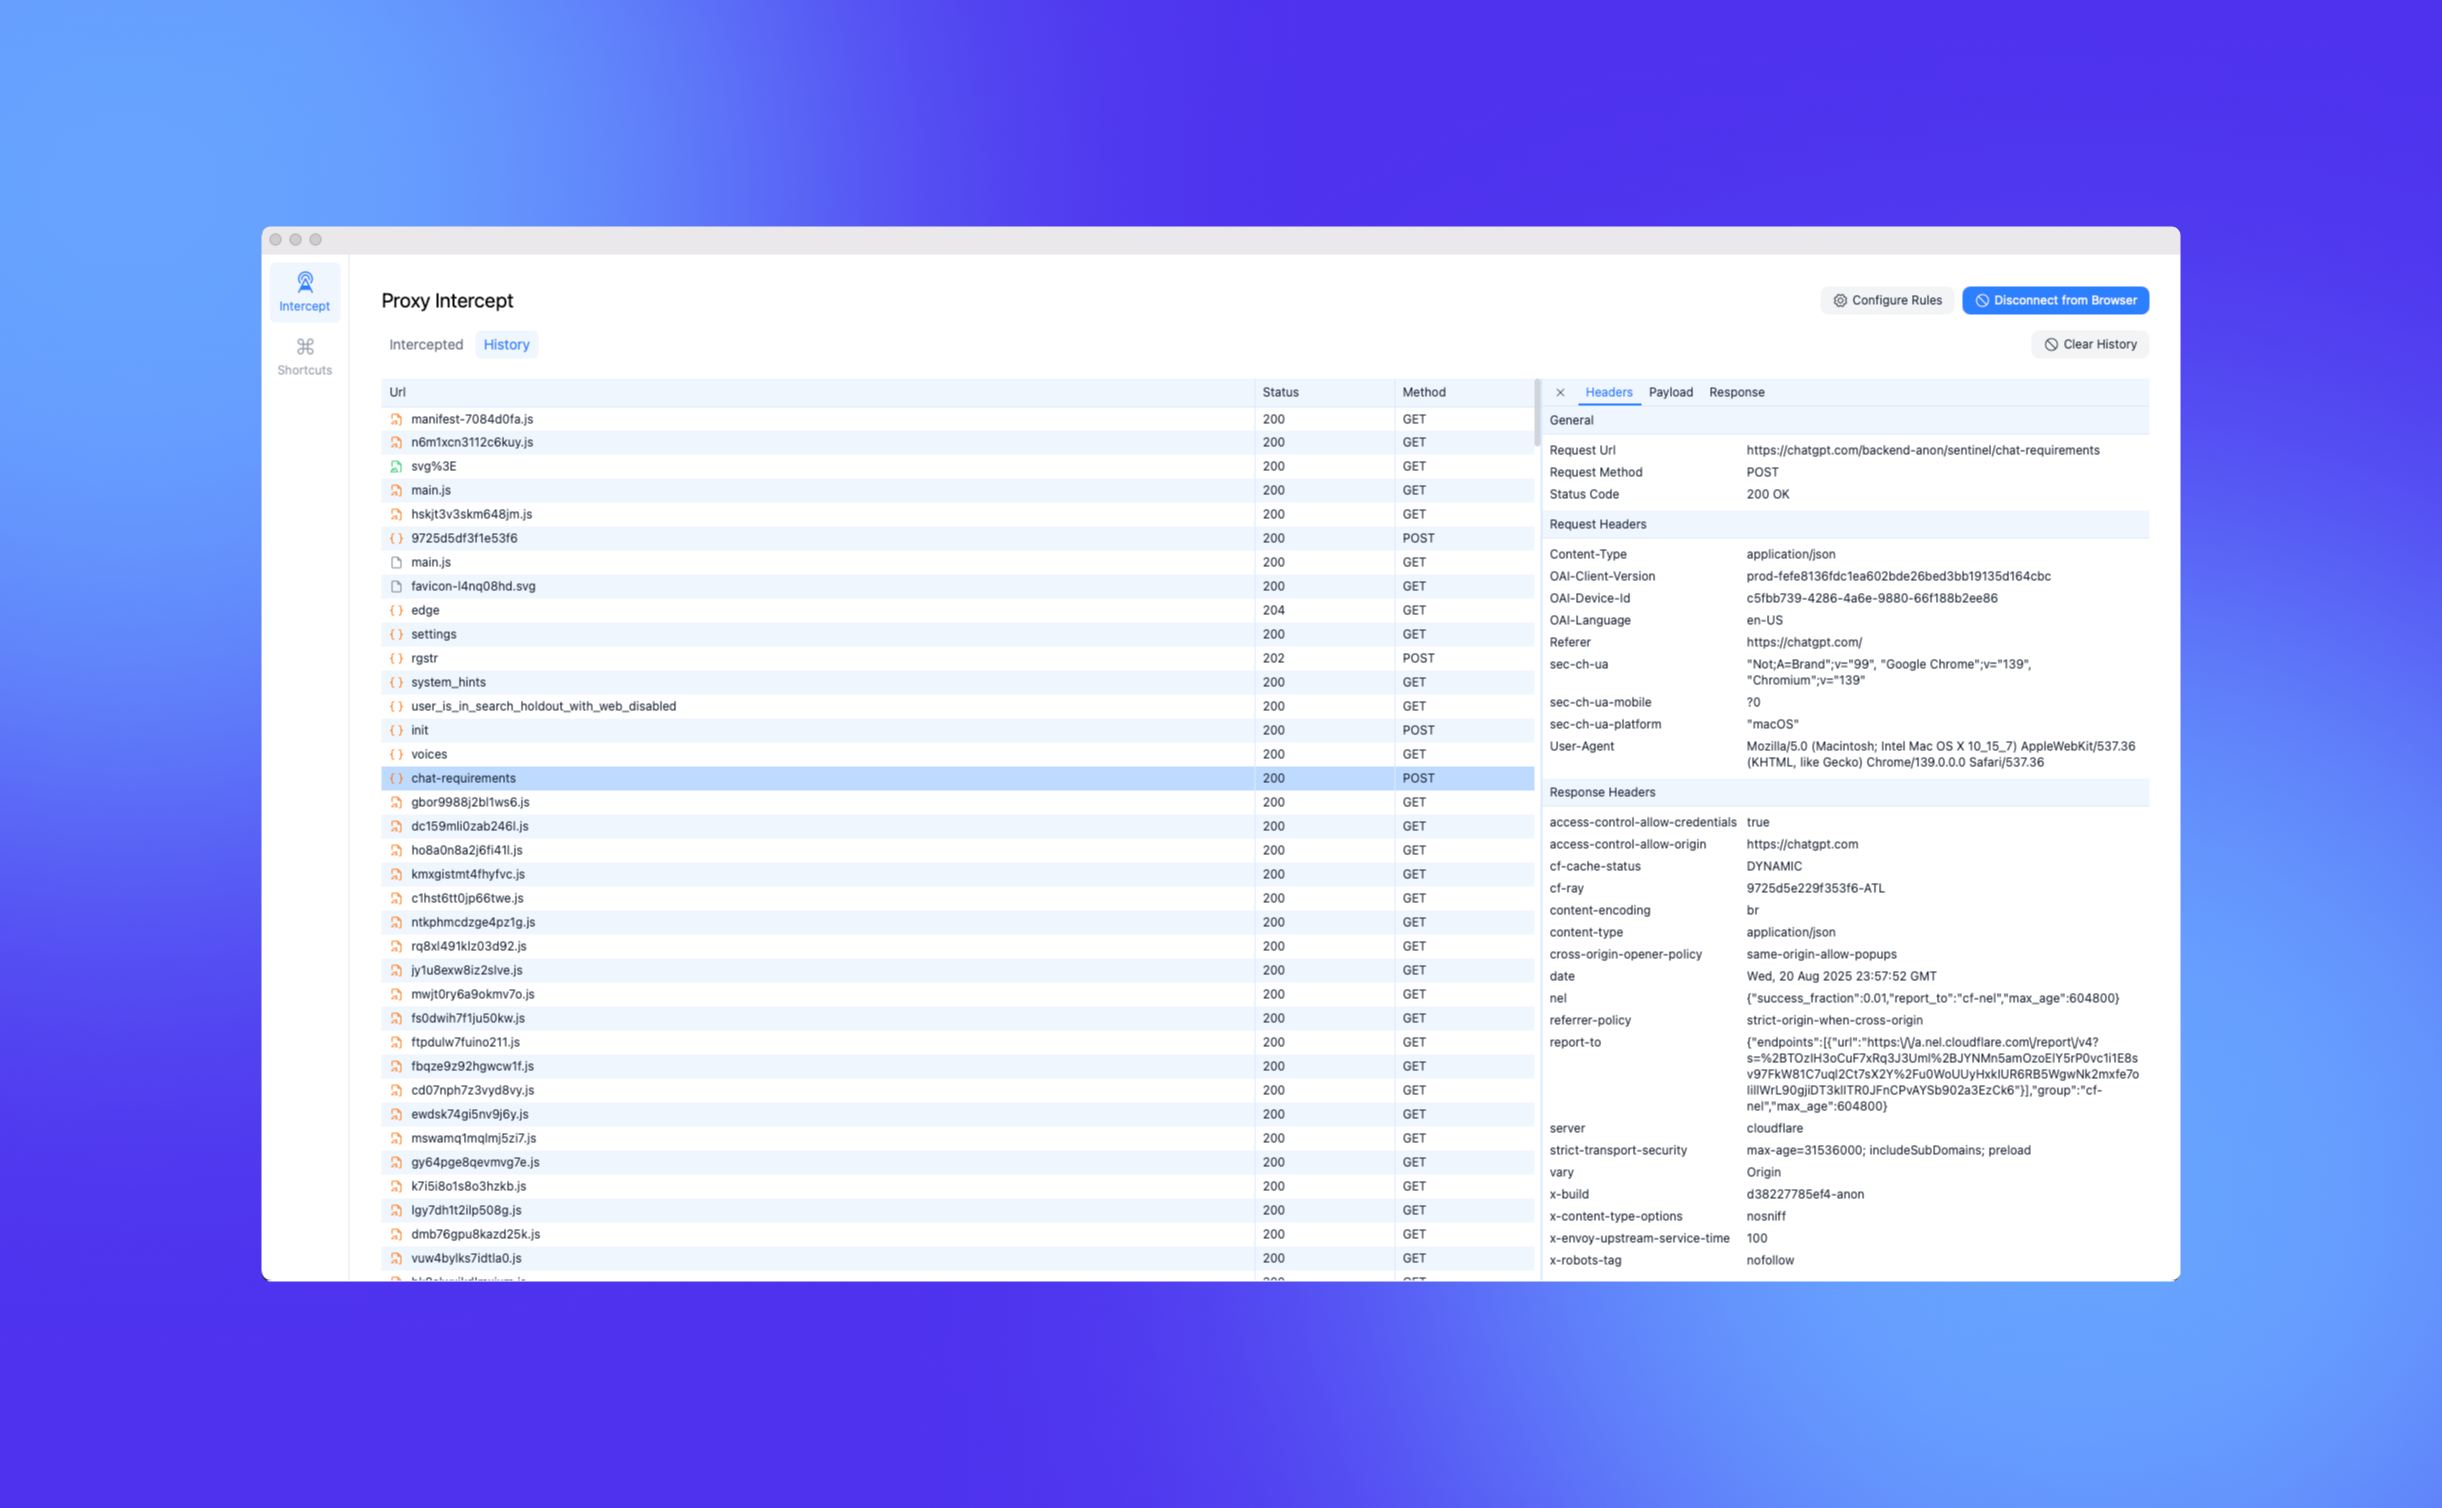 Intercept
Shortcuts
Proxy Intercept
Configure Rules
Disconnect from Browser
Intercepted
History
Clear History
Url Status Method
manifest-7084d0fa.js 200 GET
n6m1xcn3112c6kuy.js 200 GET
svg%3E 200 GET
main.js 200 GET
hskjt3v3skm648jm.js 200 GET
9725d5df3f1e53f6 200 POST
main.js 200 GET
favicon-l4nq08hd.svg 200 GET
edge 204 GET
settings 200 GET
rgstr 202 POST
system_hints 200 GET
user_is_in_search_holdout_with_web_disabled 200 GET
init 200 POST
voices 200 GET
chat-requirements 200 POST
gbor9988j2bl1ws6.js 200 GET
dc159mli0zab246l.js 200 GET
ho8a0n8a2j6fi41l.js 200 GET
kmxgistmt4fhyfvc.js 200 GET
c1hst6tt0jp66twe.js 200 GET
ntkphmcdzge4pz1g.js 200 GET
rq8xl491klz03d92.js 200 GET
jy1u8exw8iz2slve.js 200 GET
mwjt0ry6a9okmv7o.js 200 GET
fs0dwih7f1ju50kw.js 200 GET
ftpdulw7fuino211.js 200 GET
fbqze9z92hgwcw1f.js 200 GET
cd07nph7z3vyd8vy.js 200 GET
ewdsk74gi5nv9j6y.js 200 GET
mswamq1mqlmj5zi7.js 200 GET
gy64pge8qevmvg7e.js 200 GET
k7i5i8o1s8o3hzkb.js 200 GET
lgy7dh1t2ilp508g.js 200 GET
dmb76gpu8kazd25k.js 200 GET
vuw4bylks7idtla0.js 200 GET
Headers Payload Response
General
Request Url https://chatgpt.com/backend-anon/sentinel/chat-requirements
Request Method POST
Status Code 200 OK
Request Headers
Content-Type application/json
OAI-Client-Version prod-fefe8136fdc1ea602bde26bed3bb19135d164cbc
OAI-Device-Id c5fbb739-4286-4a6e-9880-66f188b2ee86
OAI-Language en-US
Referer https://chatgpt.com/
sec-ch-ua "Not;A=Brand";v="99", "Google Chrome";v="139",
"Chromium";v="139"
sec-ch-ua-mobile ?0
sec-ch-ua-platform "macOS"
User-Agent Mozilla/5.0 (Macintosh; Intel Mac OS X 10_15_7) AppleWebKit/537.36
(KHTML, like Gecko) Chrome/139.0.0.0 Safari/537.36
Response Headers
access-control-allow-credentials true
access-control-allow-origin https://chatgpt.com
cf-cache-status DYNAMIC
cf-ray 9725d5e229f353f6-ATL
content-encoding br
content-type application/json
cross-origin-opener-policy same-origin-allow-popups
date Wed, 20 Aug 2025 23:57:52 GMT
nel {"success_fraction":0.01,"report_to":"cf-nel","max_age":604800}
referrer-policy strict-origin-when-cross-origin
report-to {"endpoints":[{"url":"https:\/\/a.nel.cloudflare.com\/report\/v4?
s=%2BTOzIH3oCuF7xRq3J3Uml%2BJYNMn5amOzoEIY5rP0vc1i1E8s
v97FkW81C7uql2Ct7sX2Y%2Fu0WoUUyHxkIUR6RB5WgwNk2mxfe7o
IillWrL90gjiDT3klITR0JFnCPvAYSb902a3EzCk6"}],"group":"cf-
nel","max_age":604800}
server cloudflare
strict-transport-security max-age=31536000; includeSubDomains; preload
vary Origin
x-build d38227785ef4-anon
x-content-type-options nosniff
x-envoy-upstream-service-time 100
x-robots-tag nofollow